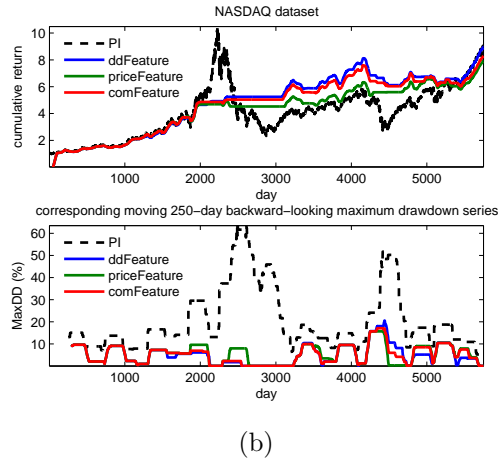 NASDAQ dataset
cumulative return
10
8
6
4
2
PI
ddFeature
priceFeature
comFeature
1000 2000 3000 4000 5000
day
corresponding moving 250−day backward−looking maximum drawdown series
MaxDD (%)
60
50
40
30
20
10
PI
ddFeature
priceFeature
comFeature
1000 2000 3000 4000 5000
day
(b)